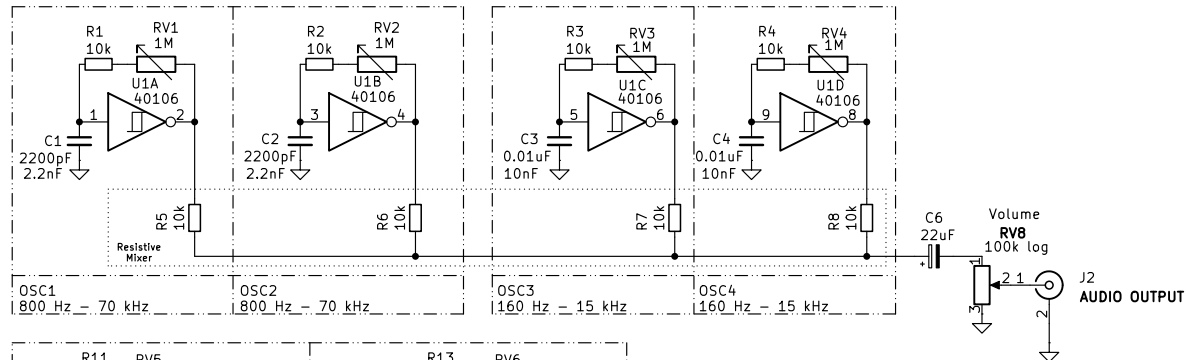 R1
10k
RV1
1M
U1A
40106
1
2
C1
2200pF
2.2nF
R5
10k
R2
10k
RV2
1M
U1B
40106
3
4
C2
2200pF
2.2nF
R6
10k
R3
10k
RV3
1M
U1C
40106
5
6
C3
0.01uF
10nF
R7
10k
R4
10k
RV4
1M
U1D
40106
9
8
C4
0.01uF
10nF
R8
10k
Resistive
Mixer
C6
22uF
+
Volume
RV8
100k log
1
2
3
1
2
J2
AUDIO OUTPUT
OSC1
800 Hz – 70 kHz
OSC2
800 Hz – 70 kHz
OSC3
160 Hz – 15 kHz
OSC4
160 Hz – 15 kHz
R11
RV5
R13
RV6